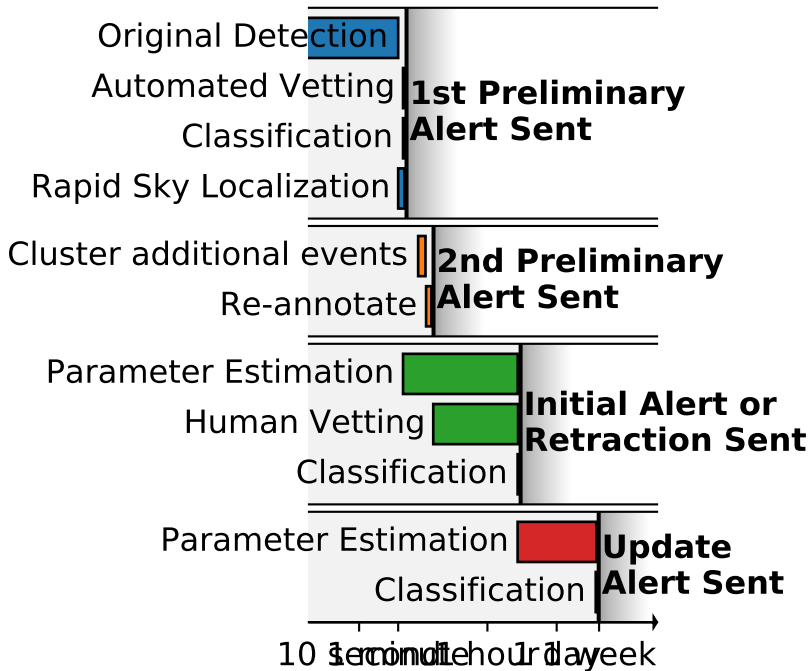 Original Detection
Automated Vetting
Classification
Rapid Sky Localization
1st Preliminary
Alert Sent
Cluster additional events
Re-annotate
2nd Preliminary
Alert Sent
Parameter Estimation
Human Vetting
Classification
Initial Alert or
Retraction Sent
Parameter Estimation
Classification
Update
Alert Sent
10 1 minute 1 hour 1 day 1 week